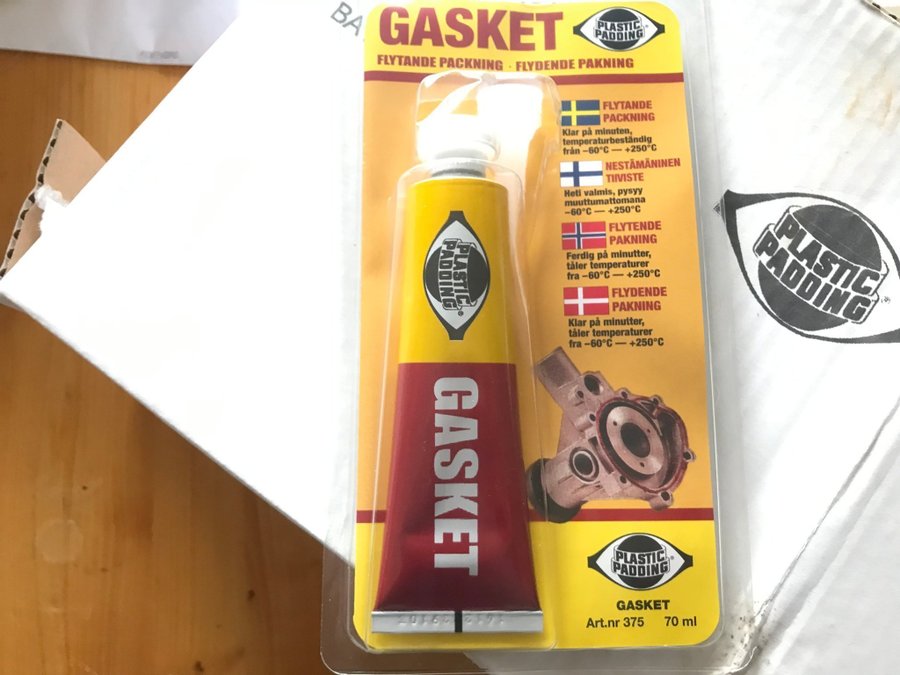 BA
GASKET
PLASTIC
PADDING
FLYTANDE PACKNING · FLYDENDE PAKNING
FLYTANDE
PACKNING
Klar på minuten,
temperaturbeständig
från –60°C — +250°C
NESTÄMÄINEN
TIIVISTE
Heti valmis, pysyy
muuttumattomana
–60°C — +250°C
FLYTENDE
PAKNING
Ferdig på minutter,
tåler temperaturer
fra –60°C — +250°C
FLYDENDE
PAKNING
Klar på minutter,
tåler temperaturer
fra –60°C — +250°C
PLASTIC
PADDING®
GASKET
PLASTIC
PADDING®
GASKET
Art.nr 375 70 ml
PLASTIC
PADDING